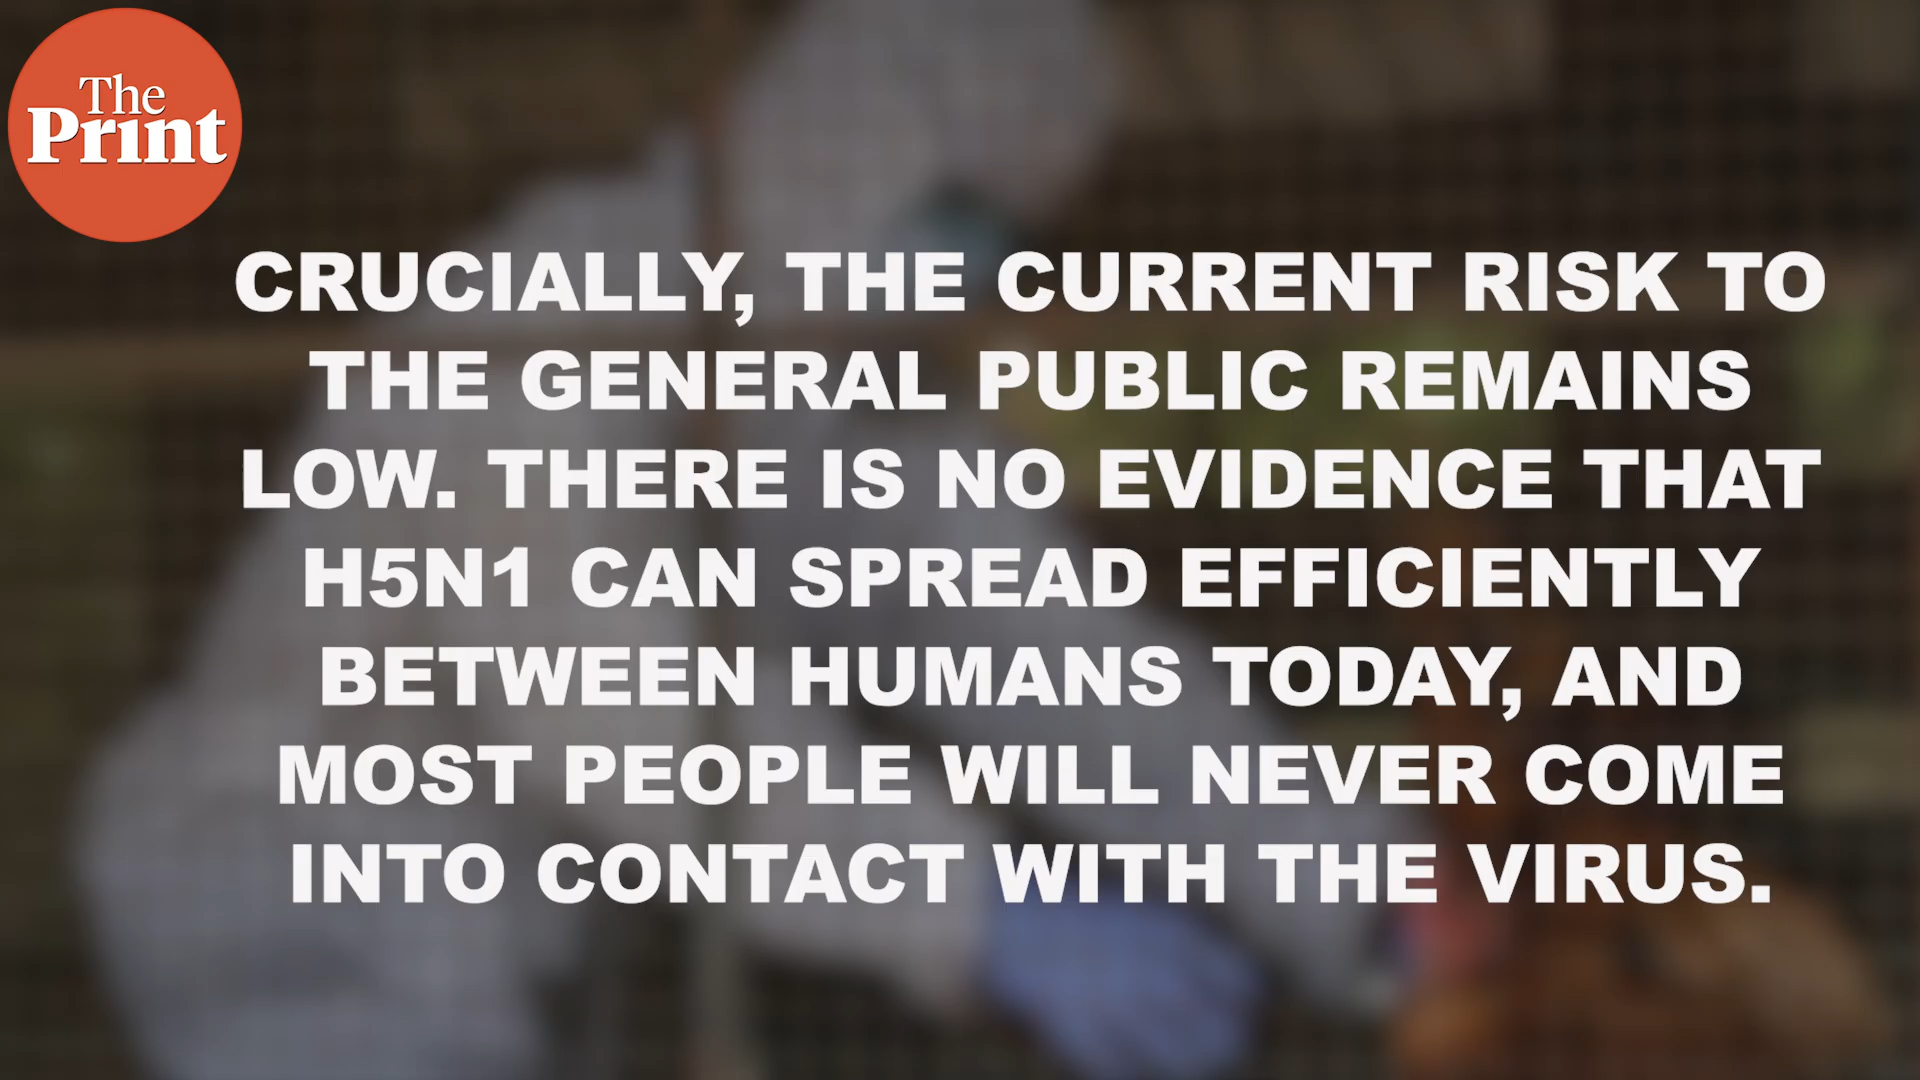 The
Print
CRUCIALLY, THE CURRENT RISK TO
THE GENERAL PUBLIC REMAINS
LOW. THERE IS NO EVIDENCE THAT
H5N1 CAN SPREAD EFFICIENTLY
BETWEEN HUMANS TODAY, AND
MOST PEOPLE WILL NEVER COME
INTO CONTACT WITH THE VIRUS.